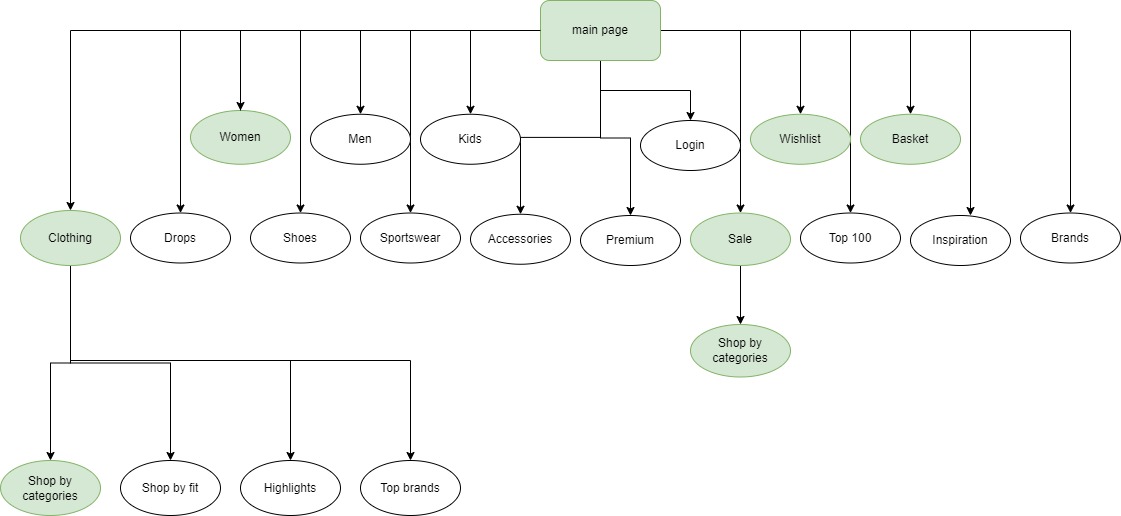 main page
Women
Men
Kids
Login
Wishlist
Basket
Clothing
Drops
Shoes
Sportswear
Accessories
Premium
Sale
Top 100
Inspiration
Brands
Shop by
categories
Shop by
categories
Shop by fit
Highlights
Top brands